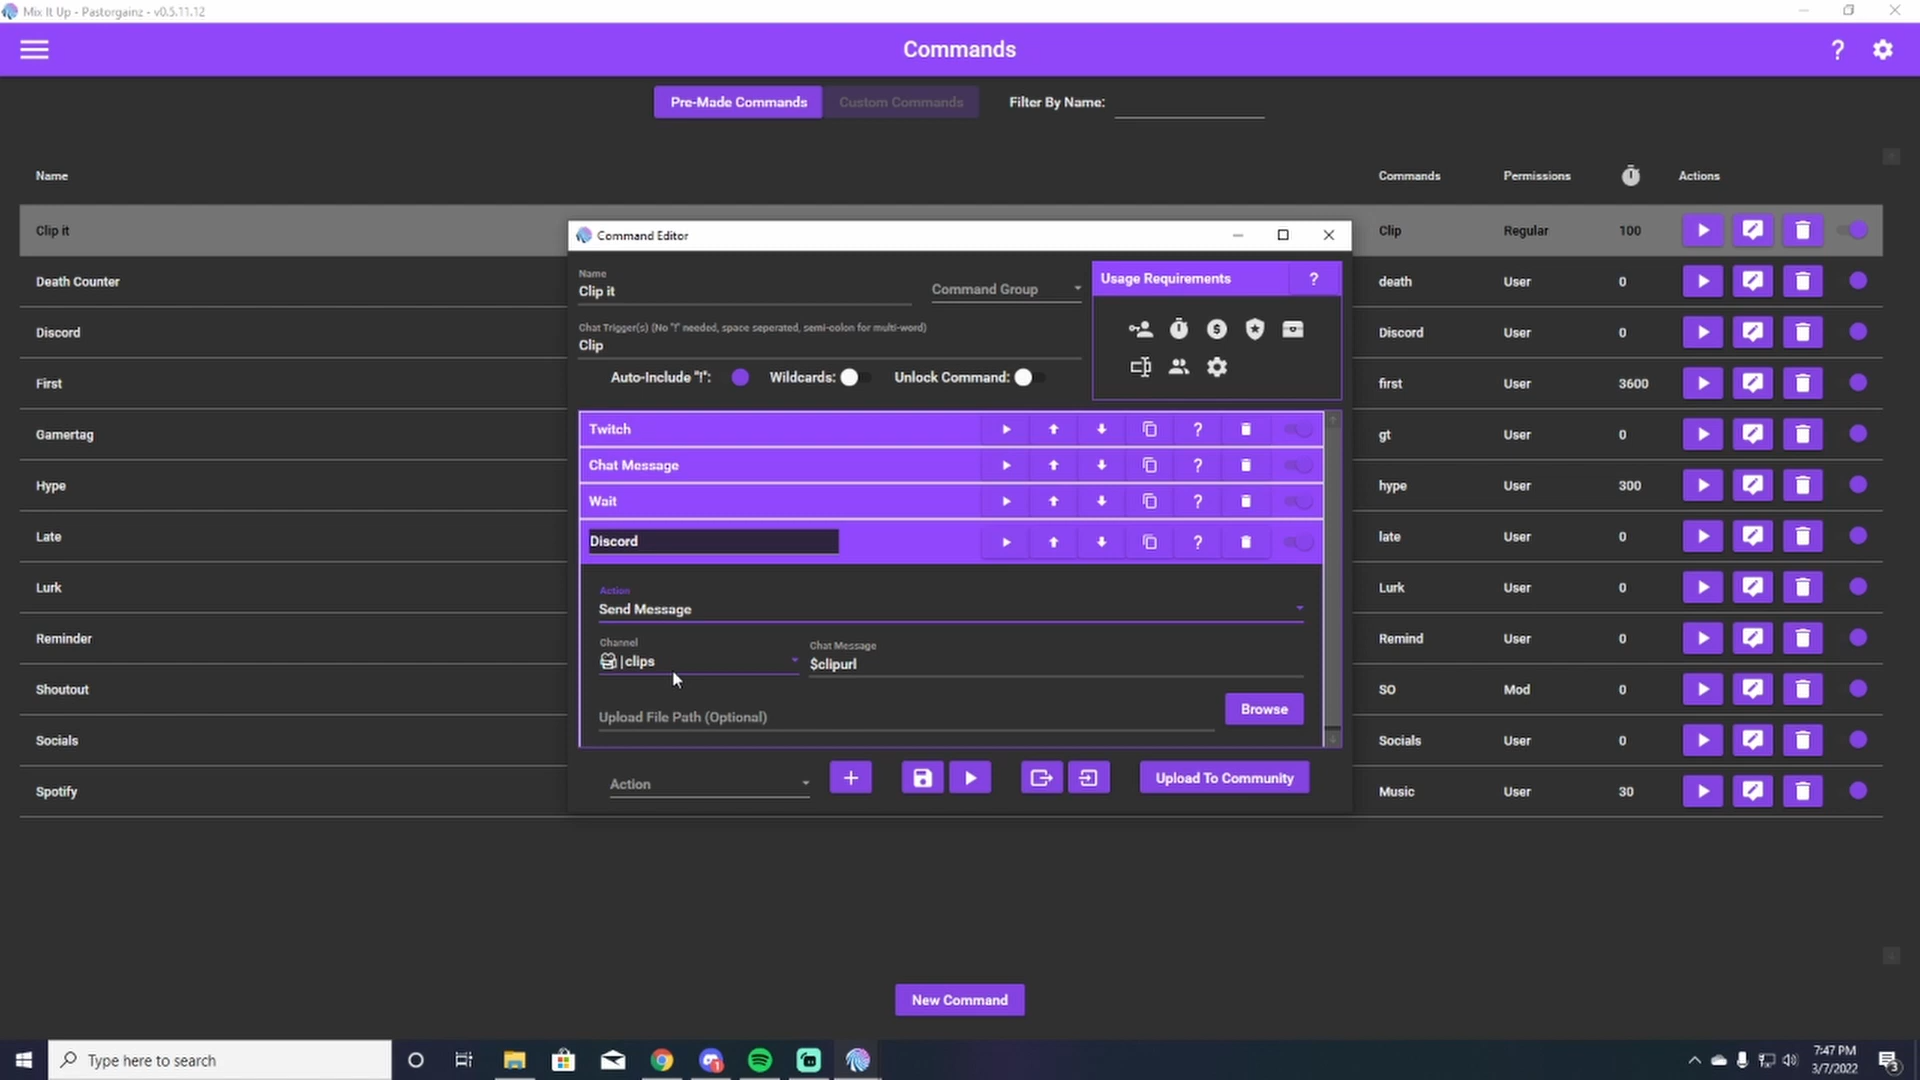 Mix It Up - Pastorgainz - v0.5.11.12
Commands
?
Pre-Made Commands
Custom Commands
Filter By Name:
Name
Commands
Permissions
Actions
Clip it
Clip
Regular
100
Death Counter
death
User
0
Discord
Discord
User
0
First
first
User
3600
Gamertag
gt
User
0
Hype
hype
User
300
Late
late
User
0
Lurk
Lurk
User
0
Reminder
Remind
User
0
Shoutout
SO
Mod
0
Socials
Socials
User
0
Spotify
Music
User
30
Command Editor
Name
Clip it
Command Group
Usage Requirements
?
Chat Trigger(s) (No "!" needed, space seperated, semi-colon for multi-word)
Clip
Auto-Include "!":
Wildcards:
Unlock Command:
Twitch
?
Chat Message
?
Wait
?
Discord
?
Action
Send Message
Channel
|clips
Chat Message
$clipurl
Upload File Path (Optional)
Browse
Action
Upload To Community
New Command
Type here to search
7:47 PM
3/7/2022
3